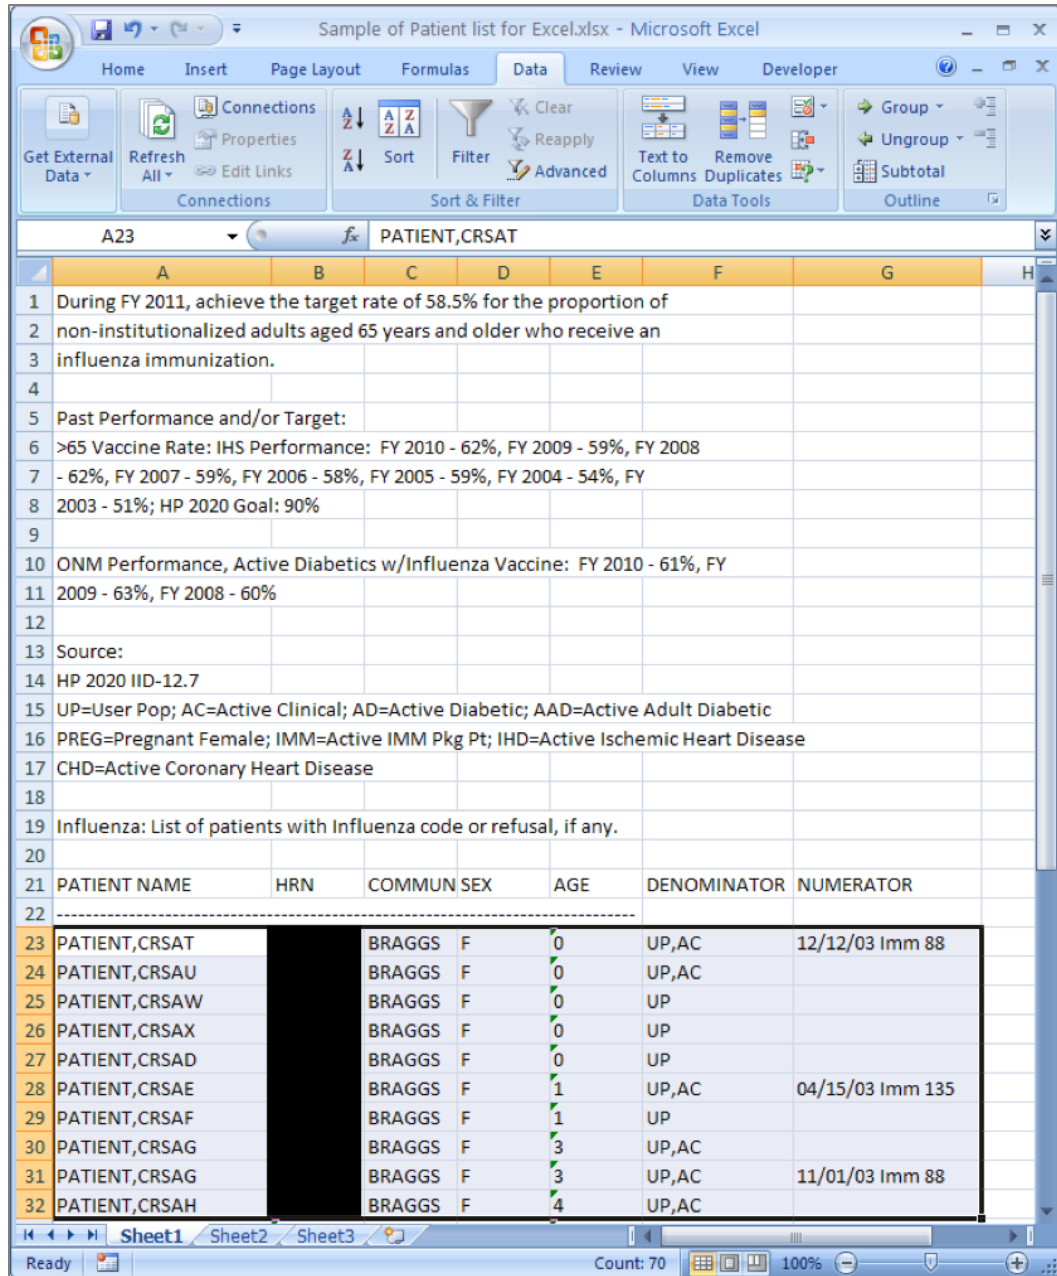 Sample of Patient list for Excel.xlsx - Microsoft Excel
Home Insert Page Layout Formulas Data Review View Developer
Get External Data
Refresh All
Connections
Properties
Edit Links
Connections
Sort
Filter
Clear
Reapply
Advanced
Sort & Filter
Text to Columns
Remove Duplicates
Data Tools
Group
Ungroup
Subtotal
Outline
A23 fx PATIENT,CRSAT
A B C D E F G H
1 During FY 2011, achieve the target rate of 58.5% for the proportion of
2 non-institutionalized adults aged 65 years and older who receive an
3 influenza immunization.
4
5 Past Performance and/or Target:
6 >65 Vaccine Rate: IHS Performance: FY 2010 - 62%, FY 2009 - 59%, FY 2008
7 - 62%, FY 2007 - 59%, FY 2006 - 58%, FY 2005 - 59%, FY 2004 - 54%, FY
8 2003 - 51%; HP 2020 Goal: 90%
9
10 ONM Performance, Active Diabetics w/Influenza Vaccine: FY 2010 - 61%, FY
11 2009 - 63%, FY 2008 - 60%
12
13 Source:
14 HP 2020 IID-12.7
15 UP=User Pop; AC=Active Clinical; AD=Active Diabetic; AAD=Active Adult Diabetic
16 PREG=Pregnant Female; IMM=Active IMM Pkg Pt; IHD=Active Ischemic Heart Disease
17 CHD=Active Coronary Heart Disease
18
19 Influenza: List of patients with Influenza code or refusal, if any.
20
21 PATIENT NAME HRN COMMUN SEX AGE DENOMINATOR NUMERATOR
22 --------------------------------------------------------------------------------
23 PATIENT,CRSAT BRAGGS F 0 UP,AC 12/12/03 Imm 88
24 PATIENT,CRSAU BRAGGS F 0 UP,AC
25 PATIENT,CRSAW BRAGGS F 0 UP
26 PATIENT,CRSAX BRAGGS F 0 UP
27 PATIENT,CRSAD BRAGGS F 0 UP
28 PATIENT,CRSAE BRAGGS F 1 UP,AC 04/15/03 Imm 135
29 PATIENT,CRSAF BRAGGS F 1 UP
30 PATIENT,CRSAG BRAGGS F 3 UP,AC
31 PATIENT,CRSAG BRAGGS F 3 UP,AC 11/01/03 Imm 88
32 PATIENT,CRSAH BRAGGS F 4 UP,AC
Sheet1 Sheet2 Sheet3
Ready Count: 70 100%